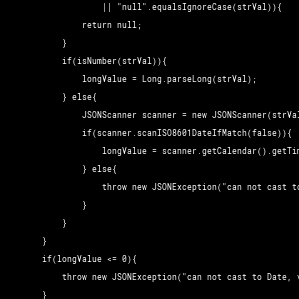 || "null".equalsIgnoreCase(strVal)){
return null;
}
if(isNumber(strVal)){
longValue = Long.parseLong(strVal);
} else{
JSONScanner scanner = new JSONScanner(strVal
if(scanner.scanISO8601DateIfMatch(false)){
longValue = scanner.getCalendar().getTim
} else{
throw new JSONException("can not cast to
}
}
}
if(longValue <= 0){
throw new JSONException("can not cast to Date, v
}